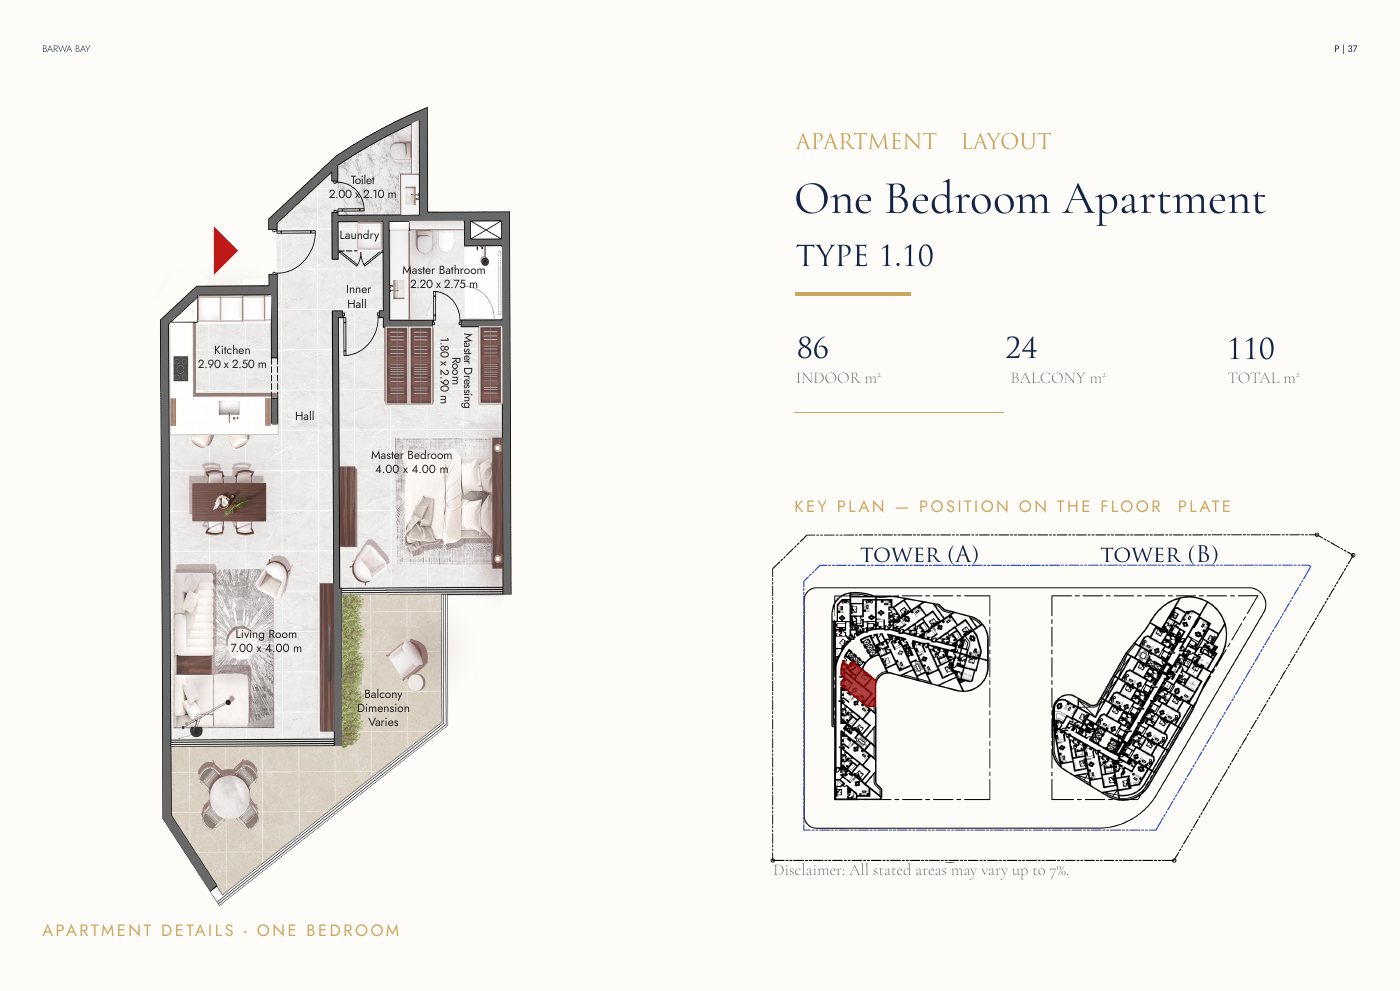 BARWA BAY
P | 37
Toilet
2.00 x 2.10 m
Laundry
Master Bathroom
2.20 x 2.75 m
Inner
Hall
Kitchen
2.90 x 2.50 m
Master Dressing
Room
1.80 x 2.90 m
Hall
Master Bedroom
4.00 x 4.00 m
Living Room
7.00 x 4.00 m
Balcony
Dimension
Varies
APARTMENT DETAILS - ONE BEDROOM
APARTMENT LAYOUT
One Bedroom Apartment
TYPE 1.10
86 24 110
INDOOR m² BALCONY m² TOTAL m²
KEY PLAN — POSITION ON THE FLOOR PLATE
TOWER (A) TOWER (B)
Disclaimer: All stated areas may vary up to 7%.